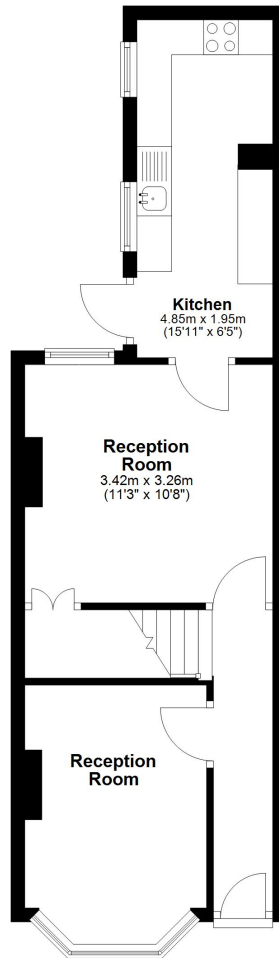 Kitchen
4.85m x 1.95m
(15'11" x 6'5")
Reception
Room
3.42m x 3.26m
(11'3" x 10'8")
Reception
Room